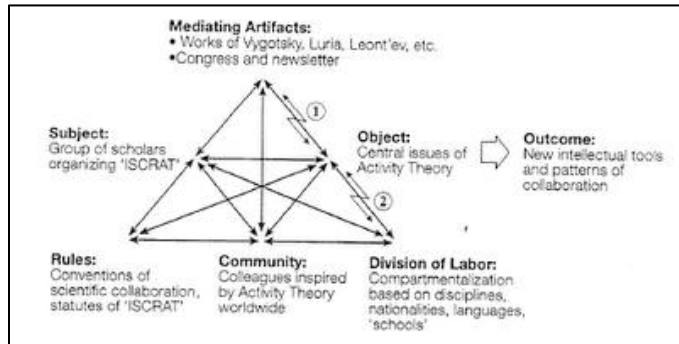 Mediating Artifacts:
• Works of Vygotsky, Luria, Leont'ev, etc.
•Congress and newsletter
①
Subject:
Group of scholars
organizing 'ISCRAT'
Object:
Central issues of
Activity Theory
Outcome:
New intellectual tools
and patterns of
collaboration
②
Rules:
Conventions of
scientific collaboration,
statutes of 'ISCRAT'
Community:
Colleagues inspired
by Activity Theory
worldwide
Division of Labor:
Compartmentalization
based on disciplines,
nationalities, languages,
'schools'